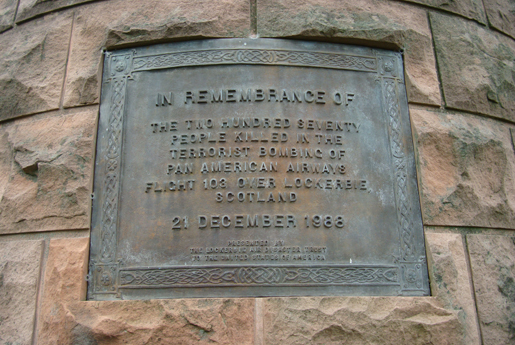 IN REMEMBRANCE OF
THE TWO HUNDRED SEVENTY
PEOPLE KILLED IN THE
TERRORIST BOMBING OF
PAN AMERICAN AIRWAYS
FLIGHT 103 OVER LOCKERBIE,
SCOTLAND
21 DECEMBER 1988
PRESENTED BY
THE LOCKERBIE AIR DISASTER TRUST
TO THE UNITED STATES OF AMERICA